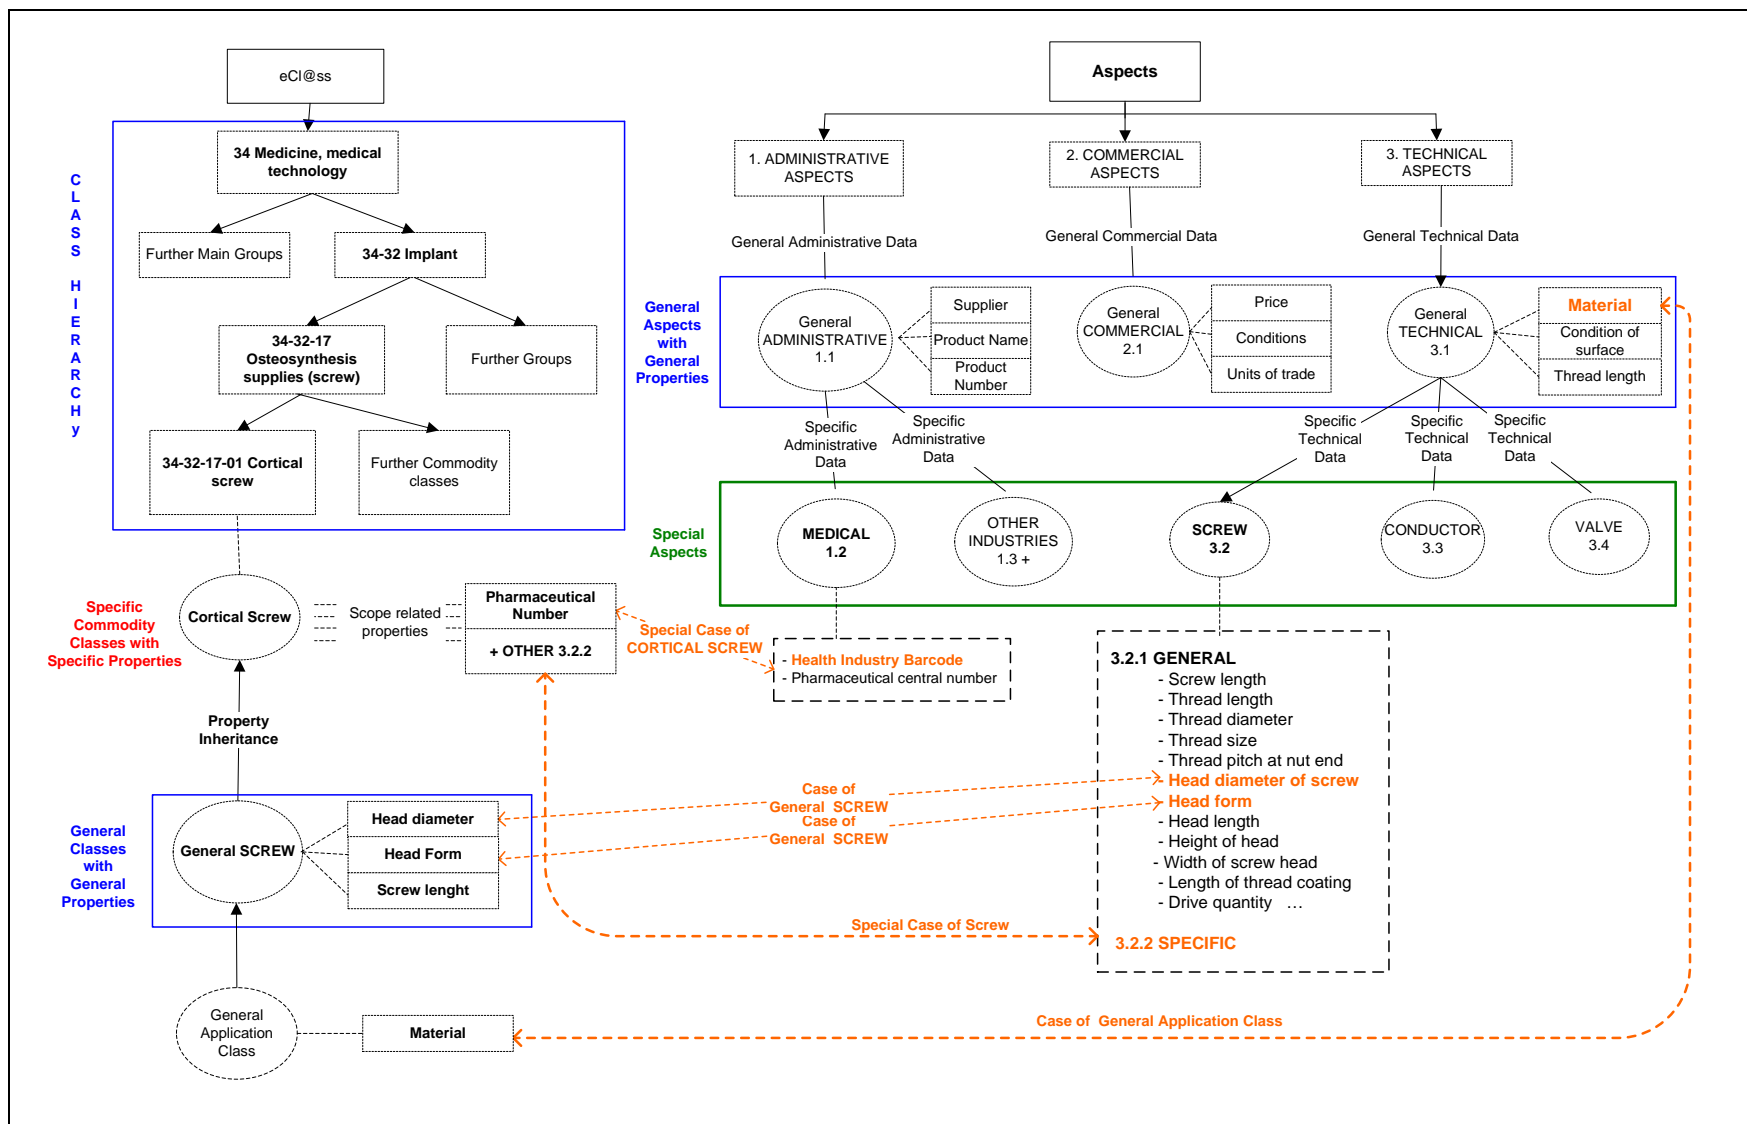 eCl@ss
Aspects
CLASS HIERARCHy
34 Medicine, medical
technology
Further Main Groups
34-32 Implant
34-32-17
Osteosynthesis
supplies (screw)
Further Groups
34-32-17-01 Cortical
screw
Further Commodity
classes
1. ADMINISTRATIVE
ASPECTS
2. COMMERCIAL
ASPECTS
3. TECHNICAL
ASPECTS
General Administrative Data
General Commercial Data
General Technical Data
General
Aspects
with
General
Properties
General
ADMINISTRATIVE
1.1
Supplier
Product Name
Product
Number
General
COMMERCIAL
2.1
Price
Conditions
Units of trade
General
TECHNICAL
3.1
Material
Condition of
surface
Thread length
Specific
Administrative
Data
Specific
Administrative
Data
Specific
Technical
Data
Specific
Technical
Data
Specific
Technical
Data
Special
Aspects
MEDICAL
1.2
OTHER
INDUSTRIES
1.3 +
SCREW
3.2
CONDUCTOR
3.3
VALVE
3.4
Specific
Commodity
Classes with
Specific Properties
Cortical Screw
Scope related
properties
Pharmaceutical
Number
+ OTHER 3.2.2
Special Case of
CORTICAL SCREW
- Health Industry Barcode
- Pharmaceutical central number
3.2.1 GENERAL
- Screw length
- Thread length
- Thread diameter
- Thread size
- Thread pitch at nut end
- Head diameter of screw
- Head form
- Head length
- Height of head
- Width of screw head
- Length of thread coating
- Drive quantity …
3.2.2 SPECIFIC
Property
Inheritance
Case of
General SCREW
Case of
General SCREW
General
Classes
with
General
Properties
General SCREW
Head diameter
Head Form
Screw lenght
Special Case of Screw
General
Application
Class
Material
Case of General Application Class